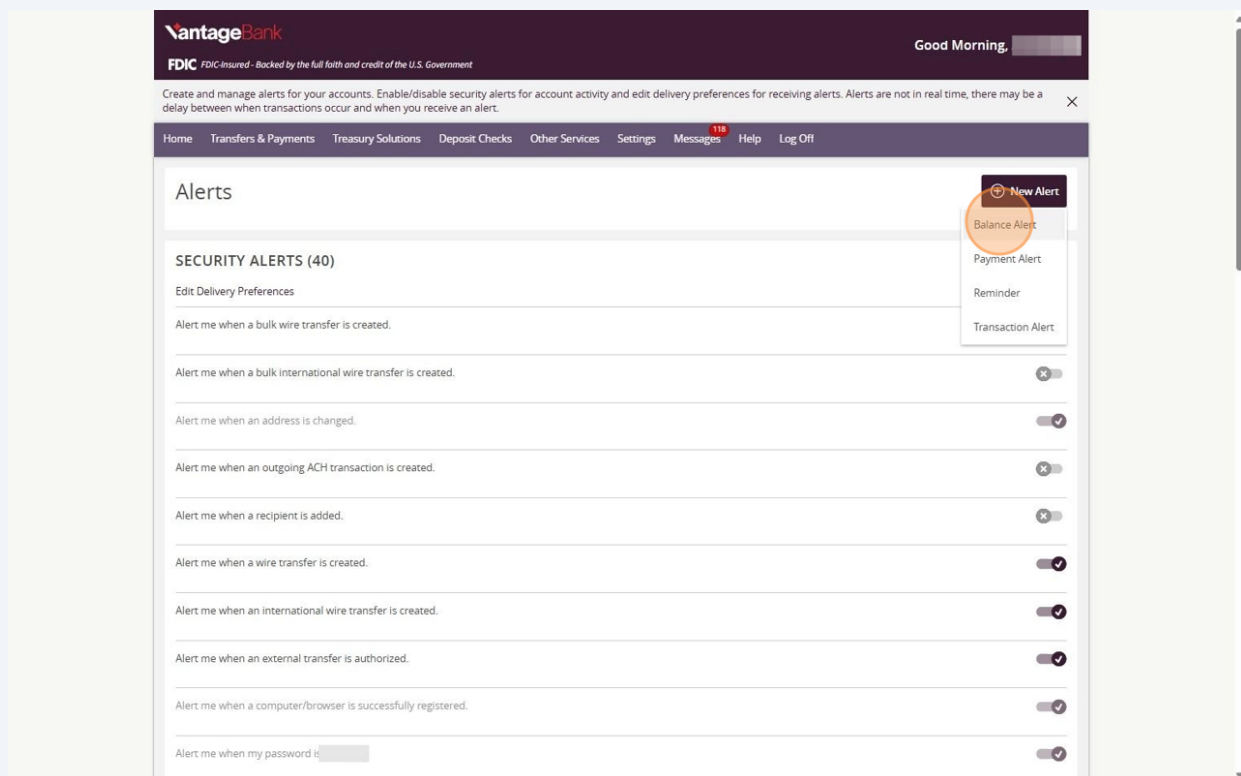 VantageBank
Good Morning,
FDIC FDIC-Insured - Backed by the full faith and credit of the U.S. Government
Create and manage alerts for your accounts. Enable/disable security alerts for account activity and edit delivery preferences for receiving alerts. Alerts are not in real time, there may be a
delay between when transactions occur and when you receive an alert.
Home Transfers & Payments Treasury Solutions Deposit Checks Other Services Settings Messages 118 Help Log Off
Alerts
New Alert
Balance Alert
SECURITY ALERTS (40)
Payment Alert
Edit Delivery Preferences
Reminder
Alert me when a bulk wire transfer is created.
Transaction Alert
Alert me when a bulk international wire transfer is created.
Alert me when an address is changed.
Alert me when an outgoing ACH transaction is created.
Alert me when a recipient is added.
Alert me when a wire transfer is created.
Alert me when an international wire transfer is created.
Alert me when an external transfer is authorized.
Alert me when a computer/browser is successfully registered.
Alert me when my password is